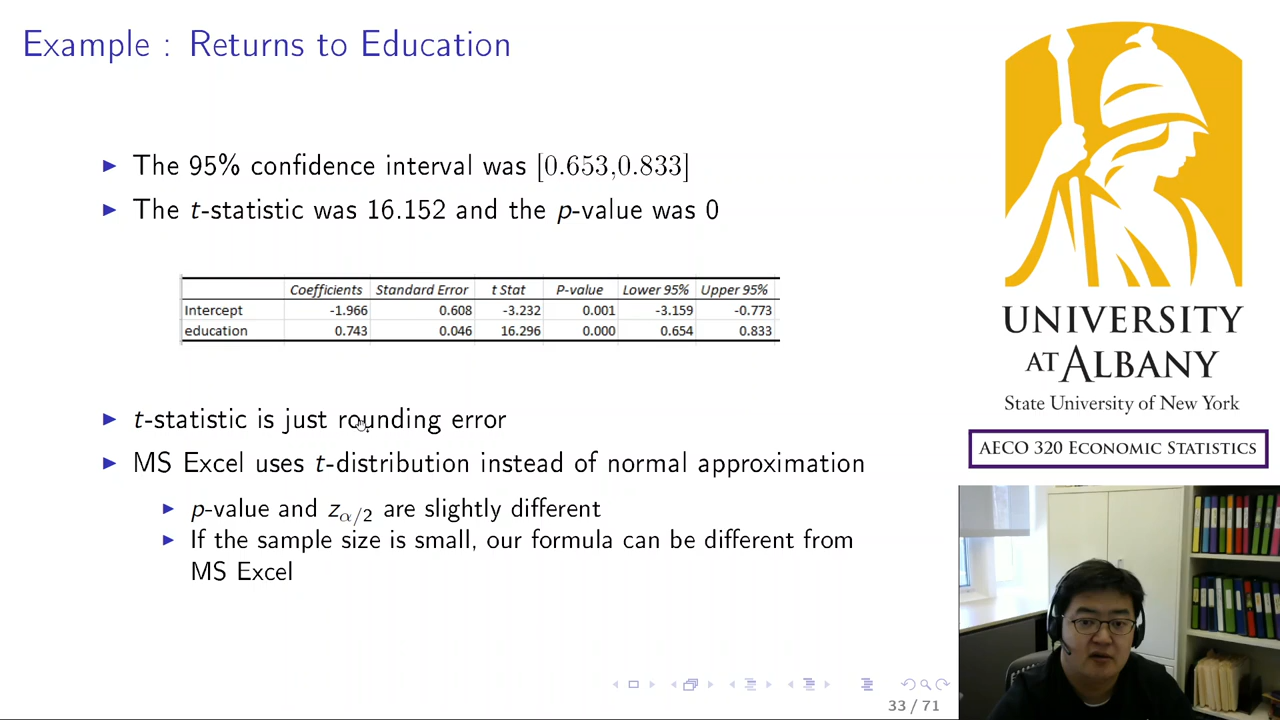 Example : Returns to Education
The 95% confidence interval was [0.653,0.833]
The t-statistic was 16.152 and the p-value was 0
Coefficients Standard Error t Stat P-value Lower 95% Upper 95%
Intercept -1.966 0.608 -3.232 0.001 -3.159 -0.773
education 0.743 0.046 16.296 0.000 0.654 0.833
t-statistic is just rounding error
MS Excel uses t-distribution instead of normal approximation
p-value and zα/2 are slightly different
If the sample size is small, our formula can be different from
MS Excel
33 / 71
UNIVERSITY
AT ALBANY
State University of New York
AECO 320 Economic Statistics